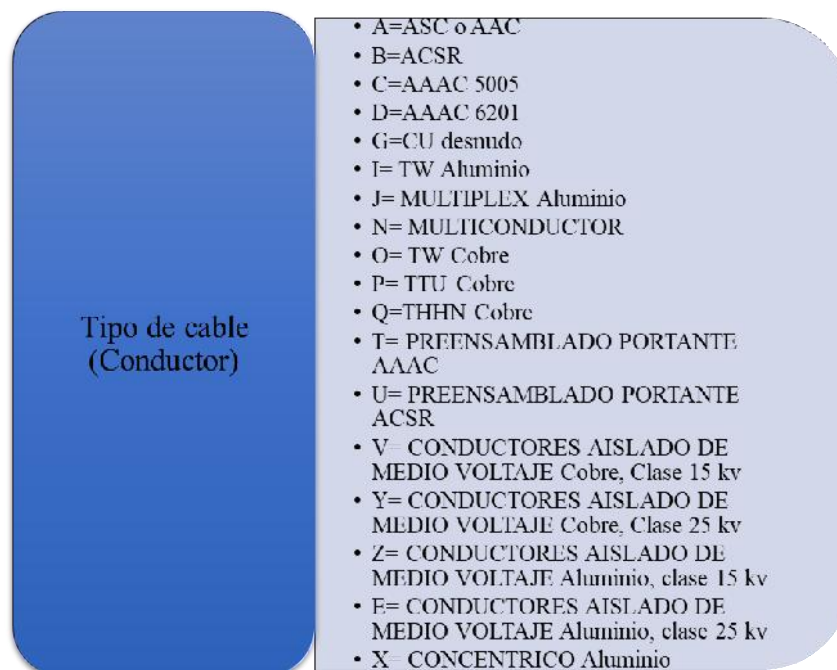 Tipo de cable
(Conductor)
• A=ASC o AAC
• B=ACSR
• C=AAAC 5005
• D=AAAC 6201
• G=CU desnudo
• I= TW Aluminio
• J= MULTIPLEX Aluminio
• N= MULTICONDUCTOR
• O= TW Cobre
• P= TTU Cobre
• Q=THHN Cobre
• T= PREENSAMBLADO PORTANTE
AAAC
• U= PREENSAMBLADO PORTANTE
ACSR
• V= CONDUCTORES AISLADO DE
MEDIO VOLTAJE Cobre, Clase 15 kv
• Y= CONDUCTORES AISLADO DE
MEDIO VOLTAJE Cobre, Clase 25 kv
• Z= CONDUCTORES AISLADO DE
MEDIO VOLTAJE Aluminio, clase 15 kv
• E= CONDUCTORES AISLADO DE
MEDIO VOLTAJE Aluminio, clase 25 kv
• X= CONCENTRICO Aluminio